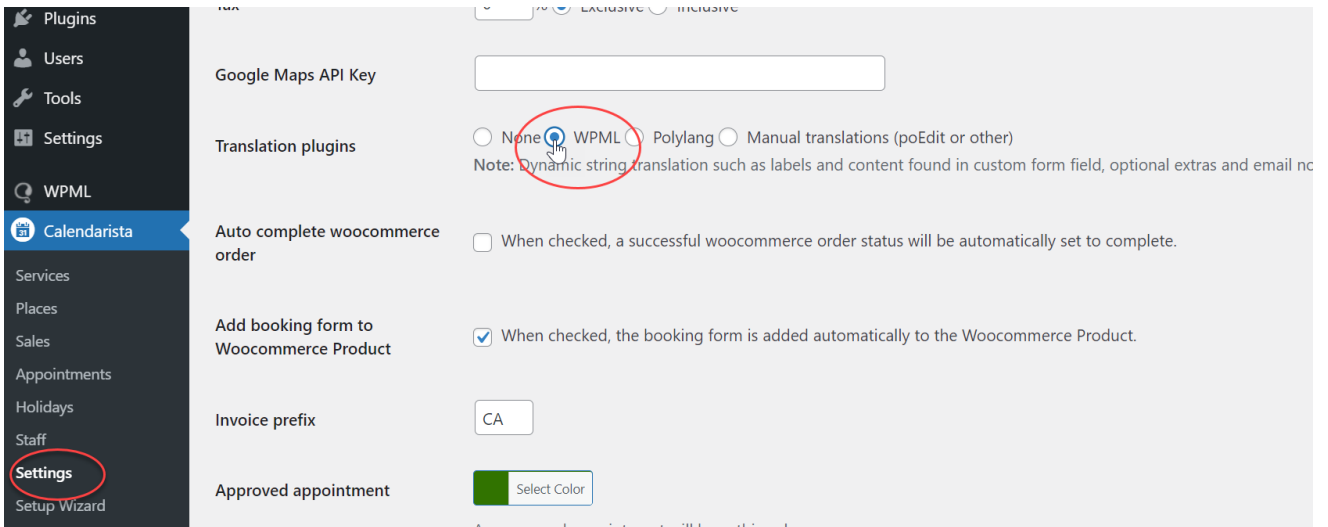 Plugins
Users
Tools
Settings
WPML
Calendarista
Services
Places
Sales
Appointments
Holidays
Staff
Settings
Setup Wizard
Tax
% Exclusive Inclusive
Google Maps API Key
Translation plugins
None WPML Polylang Manual translations (poEdit or other)
Note: Dynamic string translation such as labels and content found in custom form field, optional extras and email no
Auto complete woocommerce
order
When checked, a successful woocommerce order status will be automatically set to complete.
Add booking form to
Woocommerce Product
When checked, the booking form is added automatically to the Woocommerce Product.
Invoice prefix
CA
Approved appointment
Select Color